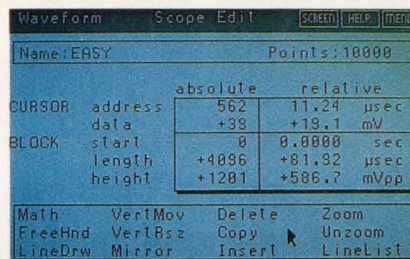 Waveform Scope Edit SCREEN HELP MENU
Name:EASY Points:10000
absolute relative
CURSOR address 562 11.24 µsec
data +39 +19.1 mV
BLOCK start 0 0.0000 sec
length +4096 +81.92 µsec
height +1201 +586.7 mVpp
Math VertMov Delete Zoom
FreeHnd VertRsz Copy Unzoom
LineDrw Mirror Insert LineList